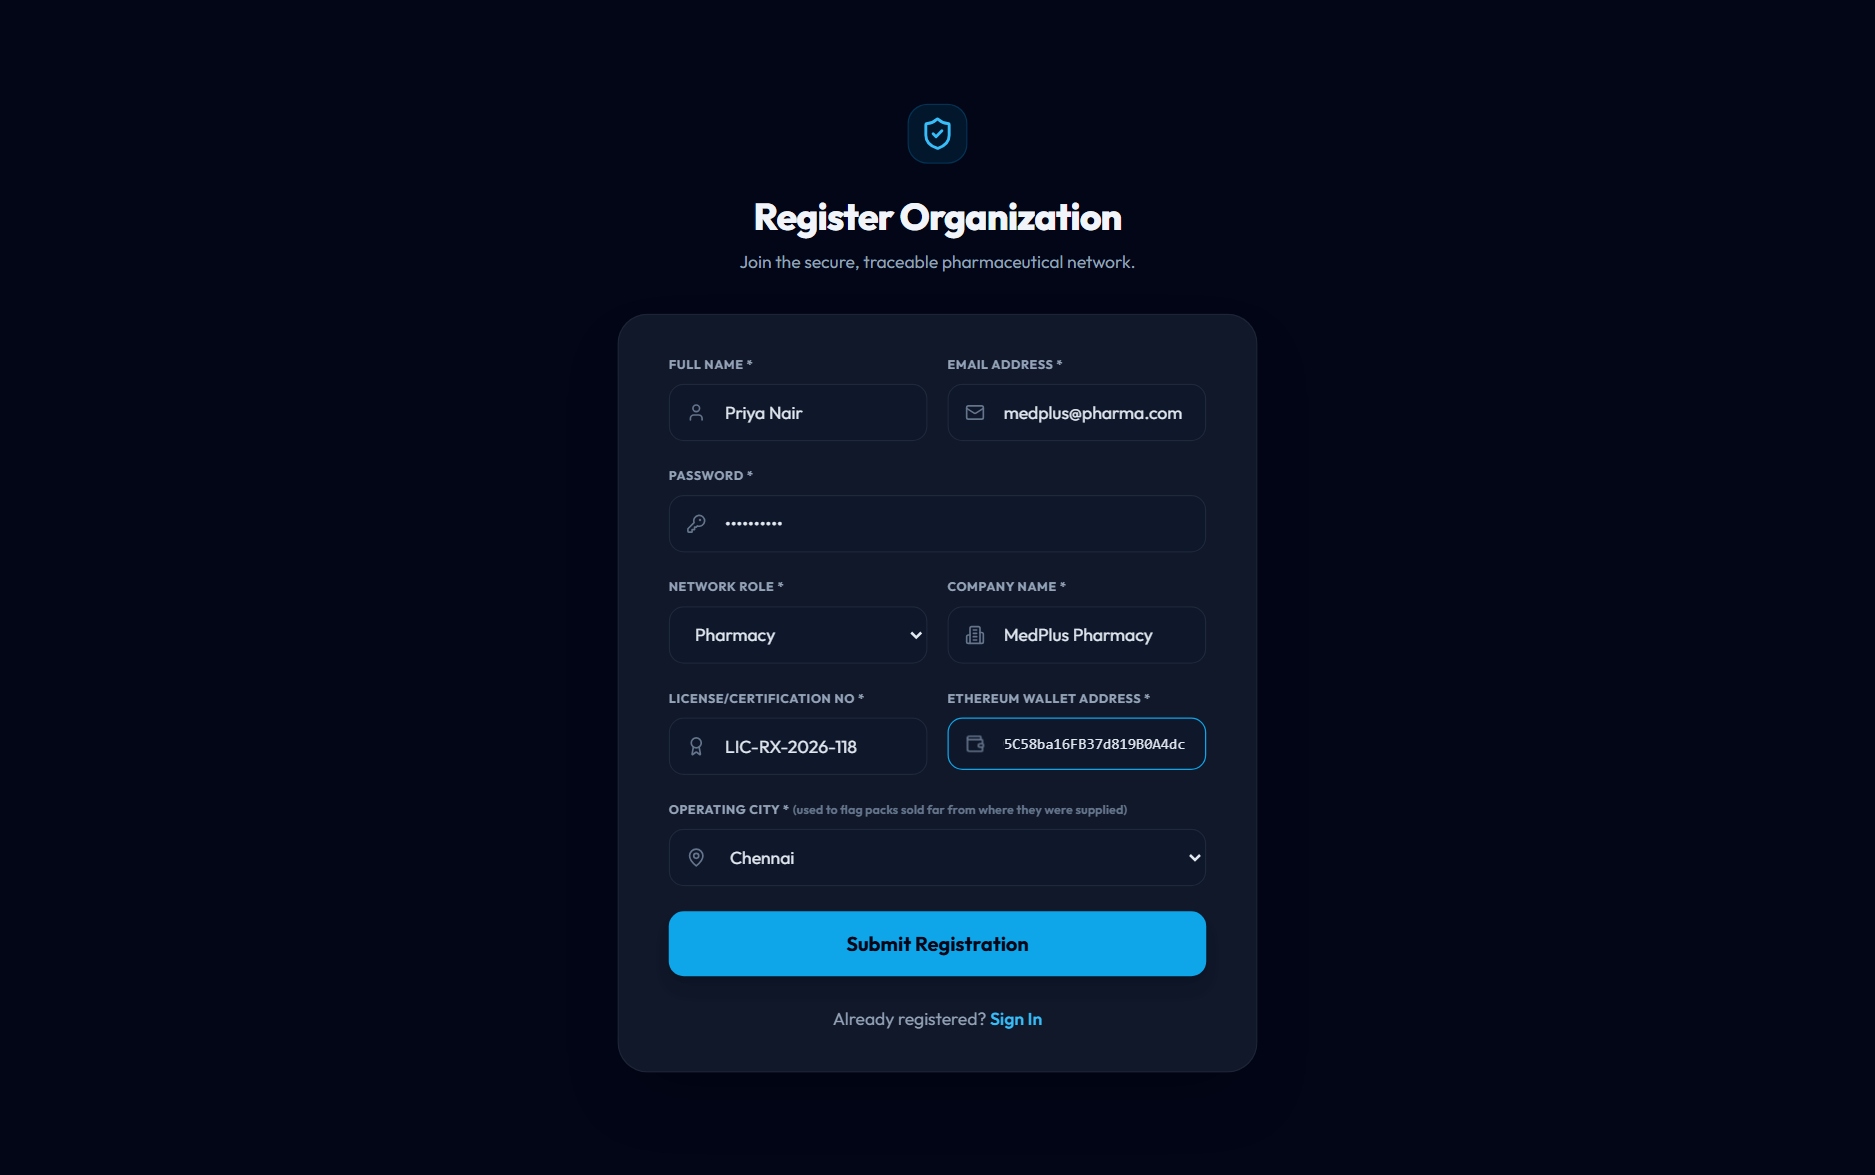 Register Organization
Join the secure, traceable pharmaceutical network.
FULL NAME *
Priya Nair
EMAIL ADDRESS *
medplus@pharma.com
PASSWORD *
••••••••••
NETWORK ROLE *
Pharmacy
COMPANY NAME *
MedPlus Pharmacy
LICENSE/CERTIFICATION NO *
LIC-RX-2026-118
ETHEREUM WALLET ADDRESS *
5C58ba16FB37d819B0A4dc
OPERATING CITY * (used to flag packs sold far from where they were supplied)
Chennai
Submit Registration
Already registered? Sign In